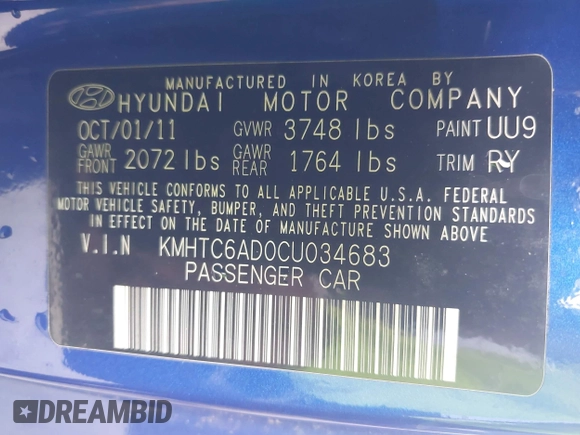 MANUFACTURED IN KOREA BY
HYUNDAI MOTOR COMPANY
OCT/01/11 GVWR 3748 lbs PAINT UU9
GAWR FRONT 2072 lbs GAWR REAR 1764 lbs TRIM RY
THIS VEHICLE CONFORMS TO ALL APPLICABLE U.S.A. FEDERAL
MOTOR VEHICLE SAFETY, BUMPER, AND THEFT PREVENTION STANDARDS
IN EFFECT ON THE DATE OF MANUFACTURE SHOWN ABOVE.
V.I.N KMHTC6AD0CU034683
PASSENGER CAR
DREAMBID